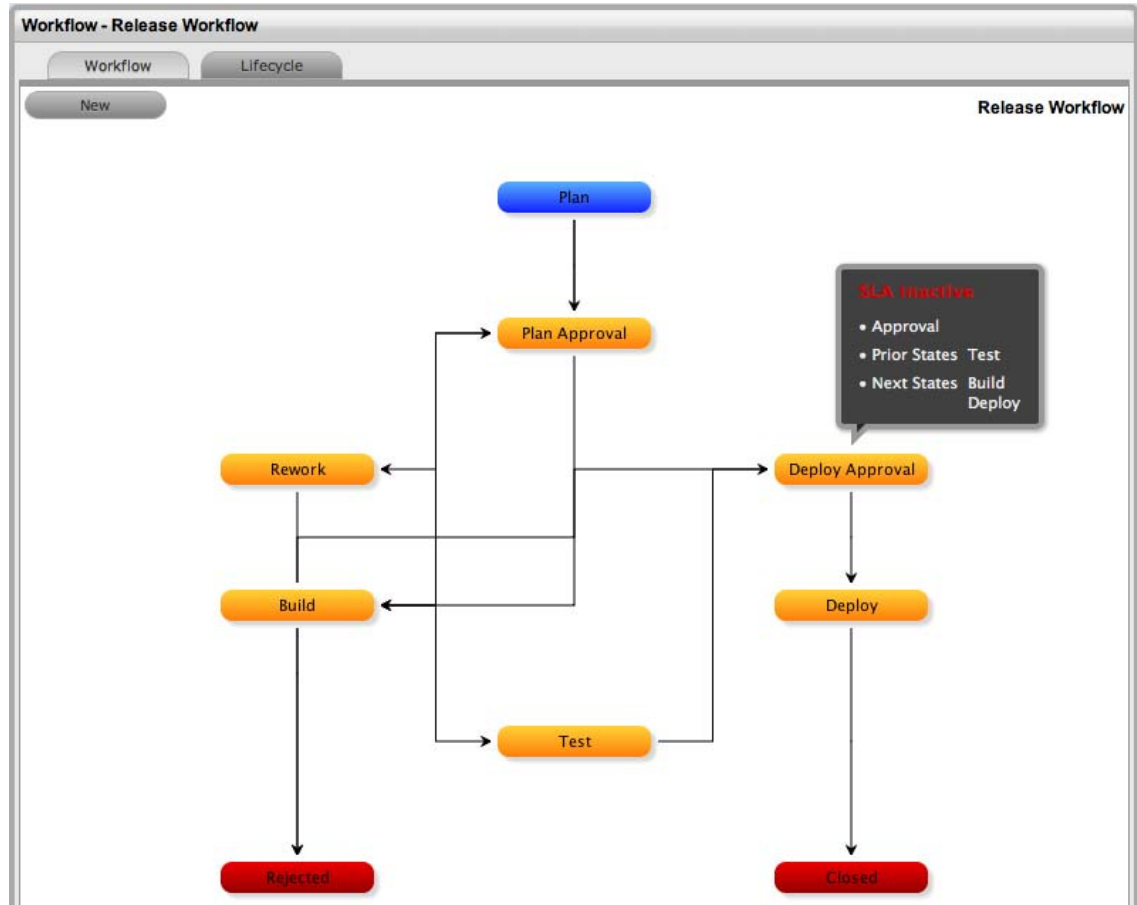 Workflow - Release Workflow
Workflow
Lifecycle
New
Release Workflow
Plan
SLA Inactive
• Approval
Plan Approval
• Prior States Test
• Next States Build
Deploy
Rework
Deploy Approval
Build
Deploy
Test
Rejected
Closed